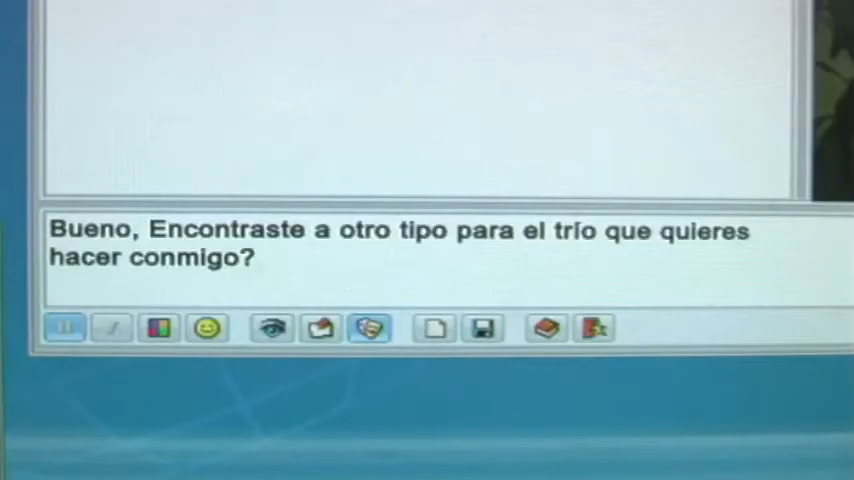 Bueno, Encontraste a otro tipo para el trío que quieres
hacer conmigo?